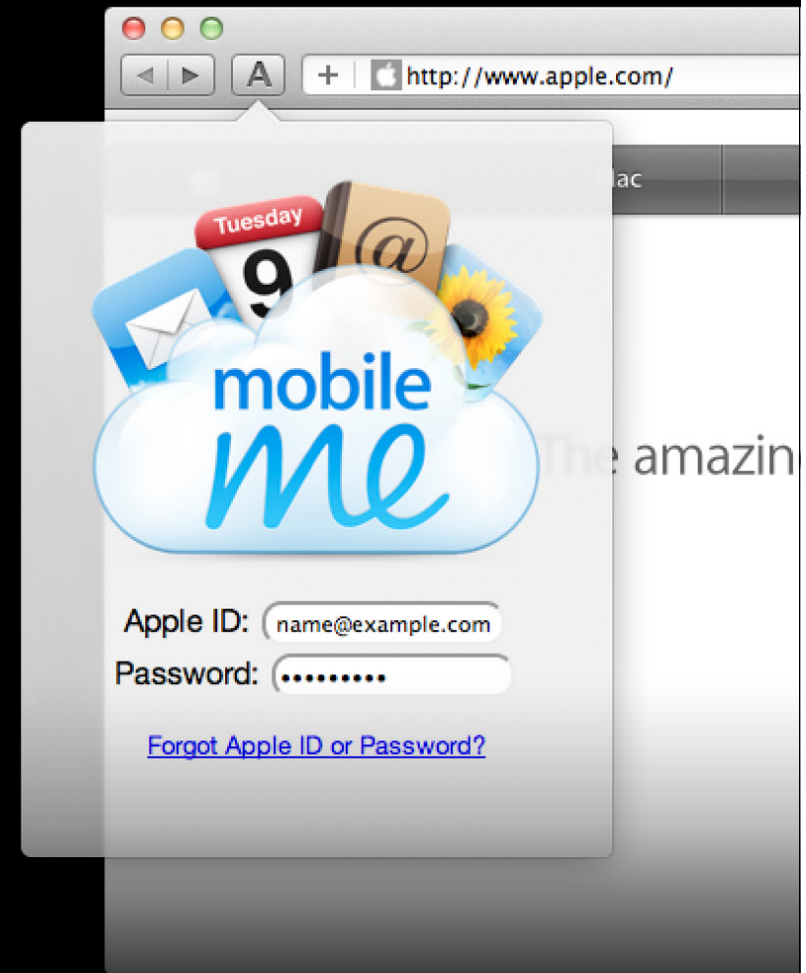 A
+ http://www.apple.com/
Mac
Tuesday
9
@
mobile
me
The amazin
Apple ID: name@example.com
Password: •••••••••
Forgot Apple ID or Password?